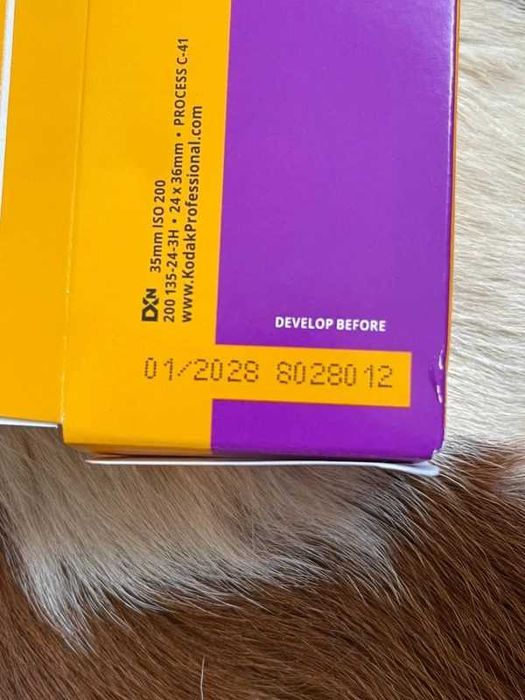 DXN 35mm ISO 200
200 135-24-3H • 24 x 36mm • PROCESS C-41
www.KodakProfessional.com
DEVELOP BEFORE
01/2028 8028012